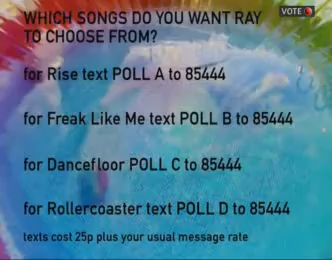 WHICH SONGS DO YOU WANT RAY
TO CHOOSE FROM?
VOTE
for Rise text POLL A to 85444
for Freak Like Me text POLL B to 85444
for Dancefloor POLL C to 85444
for Rollercoaster text POLL D to 85444
texts cost 25p plus your usual message rate